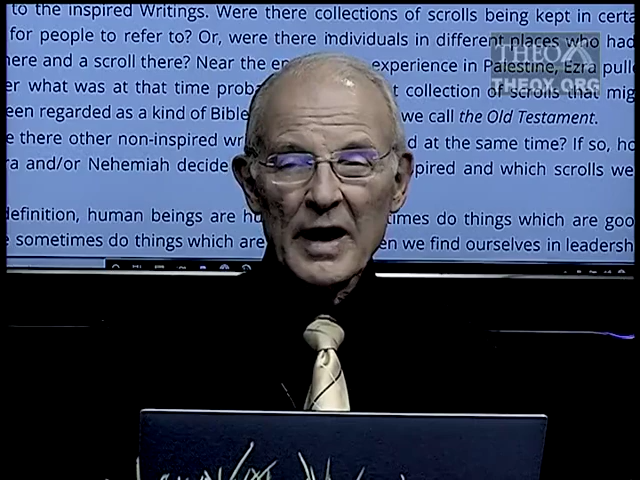 to the inspired Writings. Were there collections of scrolls being kept in certa
for people to refer to? Or, were there individuals in different places who had
here and a scroll there? Near the en experience in Palestine, Ezra pulle
er what was at that time proba t collection of scrolls that mig
een regarded as a kind of Bible we call the Old Testament.
e there other non-inspired wr d at the same time? If so, ho
ra and/or Nehemiah decide pired and which scrolls we
definition, human beings are hu times do things which are goo
e sometimes do things which are en we find ourselves in leadersh
THEOX
THEOX.ORG